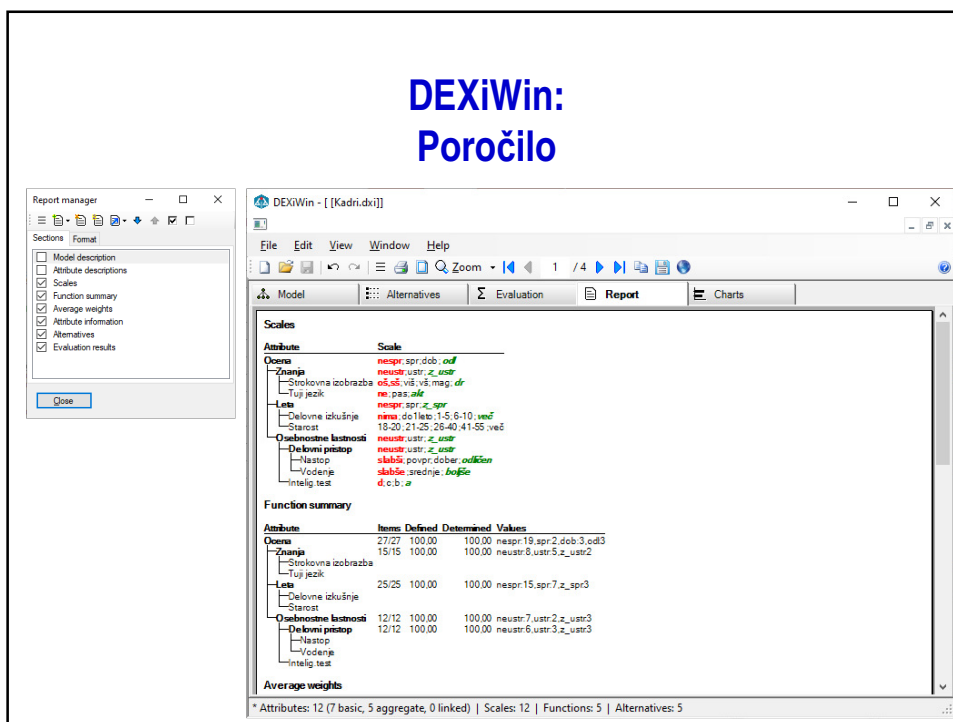 DEXiWin:
Poročilo
Report manager
Sections Format
Model description
Attribute descriptions
Scales
Function summary
Average weights
Attribute information
Alternatives
Evaluation results
Close
DEXiWin - [ [Kadri.dxi]]
File Edit View Window Help
Zoom 1 /4
Model Alternatives Evaluation Report Charts
Scales
Attribute Scale
Ocena nespr;spr;dob;odl
Znanja neustr;ustr;z_ustr
Strokovna izobrazba oš,sš;viš;vš;mag;dr
Tuji jezik ne;pas;akt
Leta nespr;spr;z_spr
Delovne izkušnje nima;do1leto;1-5;6-10;več
Starost 18-20;21-25;26-40;41-55;več
Osebnostne lastnosti neustr;ustr;z_ustr
Delovni pristop neustr;ustr;z_ustr
Nastop slabši;povpr;dober;odličen
Vodenje slabše;srednje;boljše
Intelig.test d;c;b;a
Function summary
Attribute Items Defined Determined Values
Ocena 27/27 100,00 100,00 nespr:19,spr:2,dob:3,odl3
Znanja 15/15 100,00 100,00 neustr:8,ustr:5,z_ustr2
Strokovna izobrazba
Tuji jezik
Leta 25/25 100,00 100,00 nespr:15,spr:7,z_spr3
Delovne izkušnje
Starost
Osebnostne lastnosti 12/12 100,00 100,00 neustr:7,ustr:2,z_ustr3
Delovni pristop 12/12 100,00 100,00 neustr:6,ustr:3,z_ustr3
Nastop
Vodenje
Intelig.test
Average weights
* Attributes: 12 (7 basic, 5 aggregate, 0 linked) | Scales: 12 | Functions: 5 | Alternatives: 5